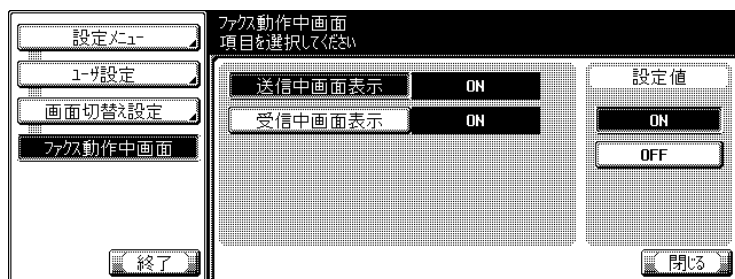 設定ﾒﾆｭｰ
ﾕｰｻﾞ設定
画面切替え設定
ﾌｧｸｽ動作中画面
終了
ﾌｧｸｽ動作中画面
項目を選択してください
送信中画面表示 ON
受信中画面表示 ON
設定値
ON
OFF
閉じる